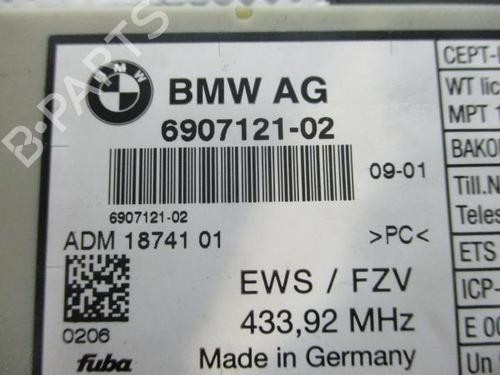 BMW
BMW AG
6907121-02
09-01
6907121-02
ADM 18741 01
>PC<
EWS / FZV
0206
433,92 MHz
fuba
Made in Germany
CEPT-
WT lic
MPT 1
BAKO
Till.N
Teles
ETS
ICP-
E 00
Un
B-Parts